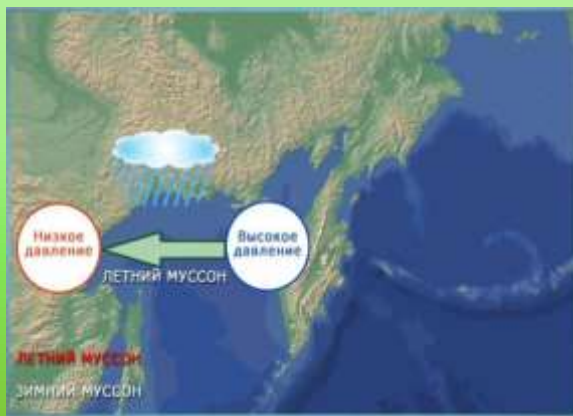 Низкое
давление
Высокое
давление
ЛЕТНИЙ МУССОН
ЛЕТНИЙ МУССОН
ЗИМНИЙ МУССОН